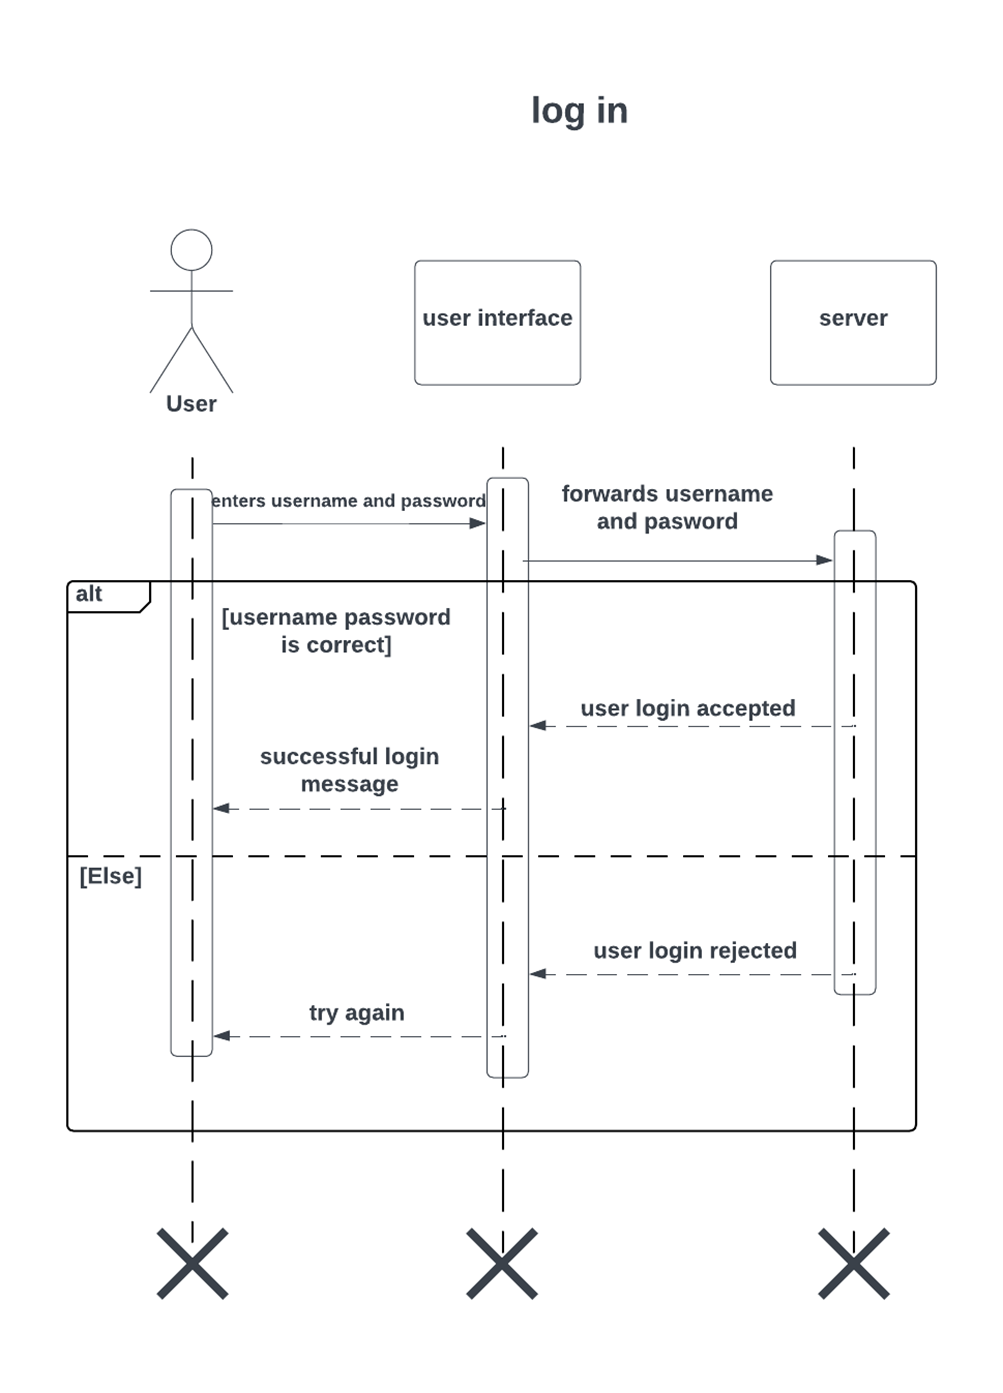 log in
User
user interface
server
enters username and password
forwards username
and pasword
alt
[username password
is correct]
user login accepted
successful login
message
[Else]
user login rejected
try again